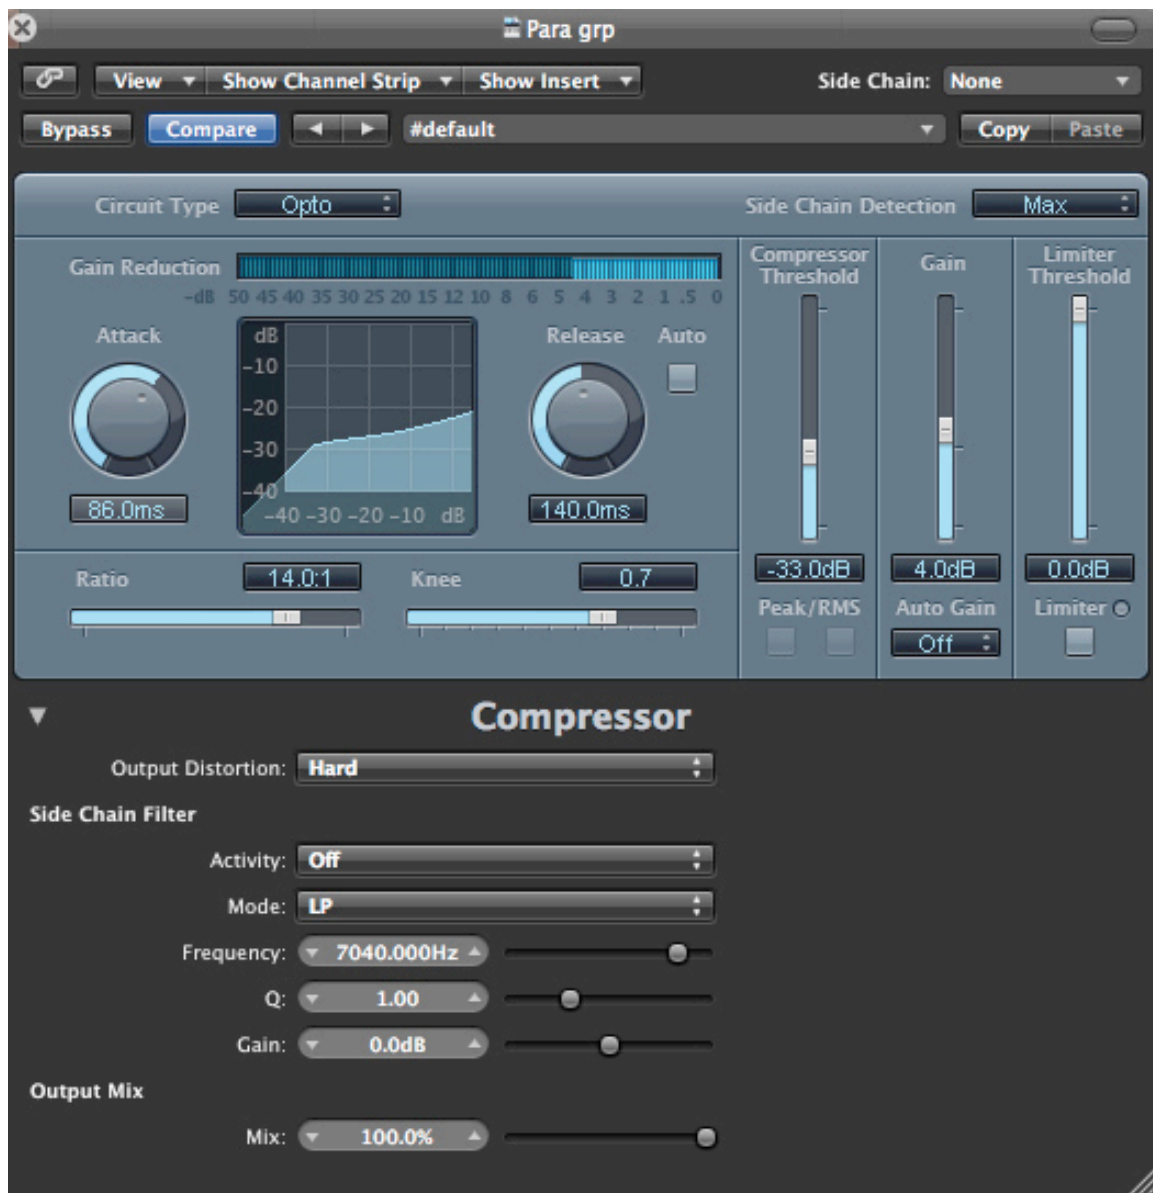 Para grp
View Show Channel Strip Show Insert Side Chain: None
Bypass Compare #default Copy Paste
Circuit Type Opto Side Chain Detection Max
Gain Reduction
-dB 50 45 40 35 30 25 20 15 12 10 8 6 5 4 3 2 1 .5 0
Compressor Threshold Gain Limiter Threshold
Attack Release Auto
dB
-10
-20
-30
-40
-40 -30 -20 -10 dB
86.0ms 140.0ms
Ratio 14.0:1 Knee 0.7
-33.0dB 4.0dB 0.0dB
Peak/RMS Auto Gain Limiter
Off
Compressor
Output Distortion: Hard
Side Chain Filter
Activity: Off
Mode: LP
Frequency: 7040.000Hz
Q: 1.00
Gain: 0.0dB
Output Mix
Mix: 100.0%